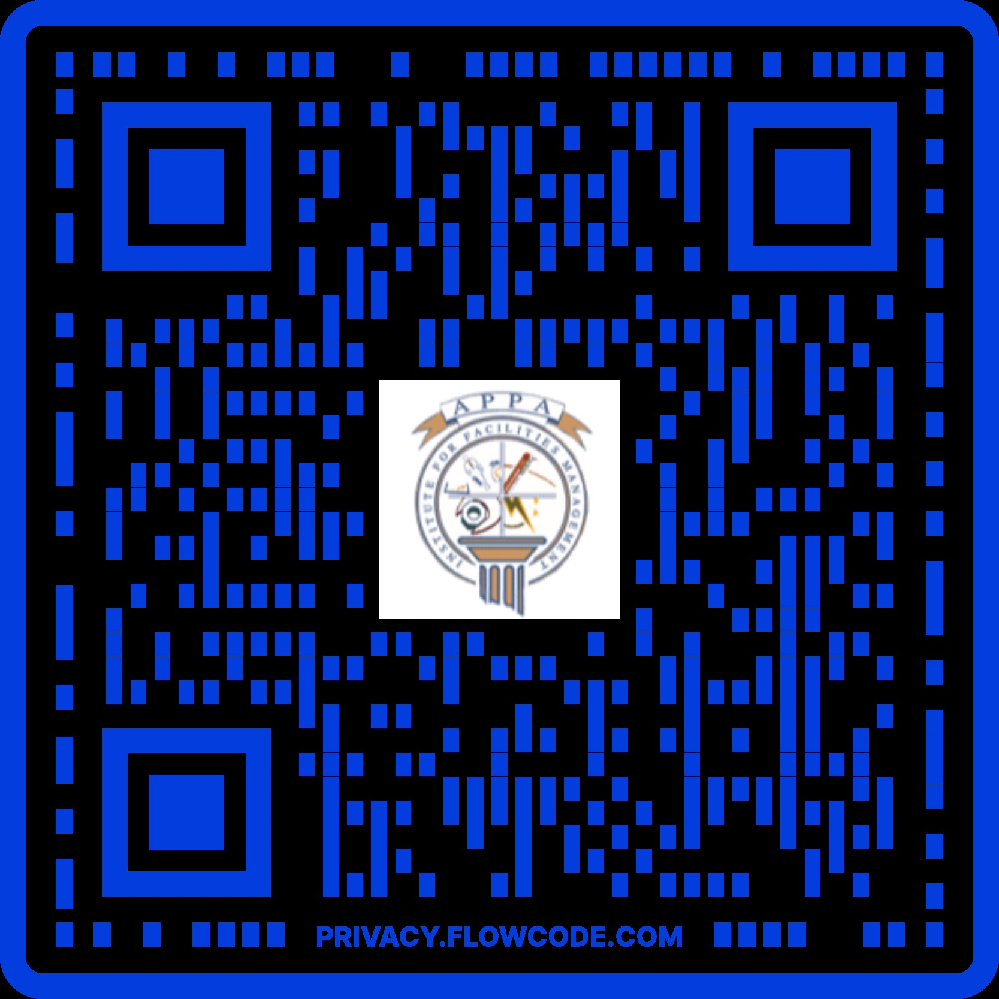 APPA
INSTITUTE FOR FACILITIES MANAGEMENT
PRIVACY.FLOWCODE.COM